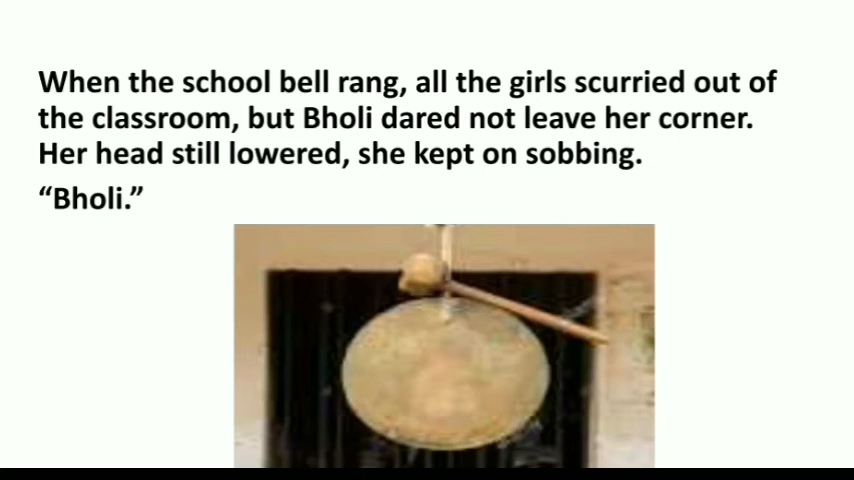 When the school bell rang, all the girls scurried out of
the classroom, but Bholi dared not leave her corner.
Her head still lowered, she kept on sobbing.
“Bholi.”